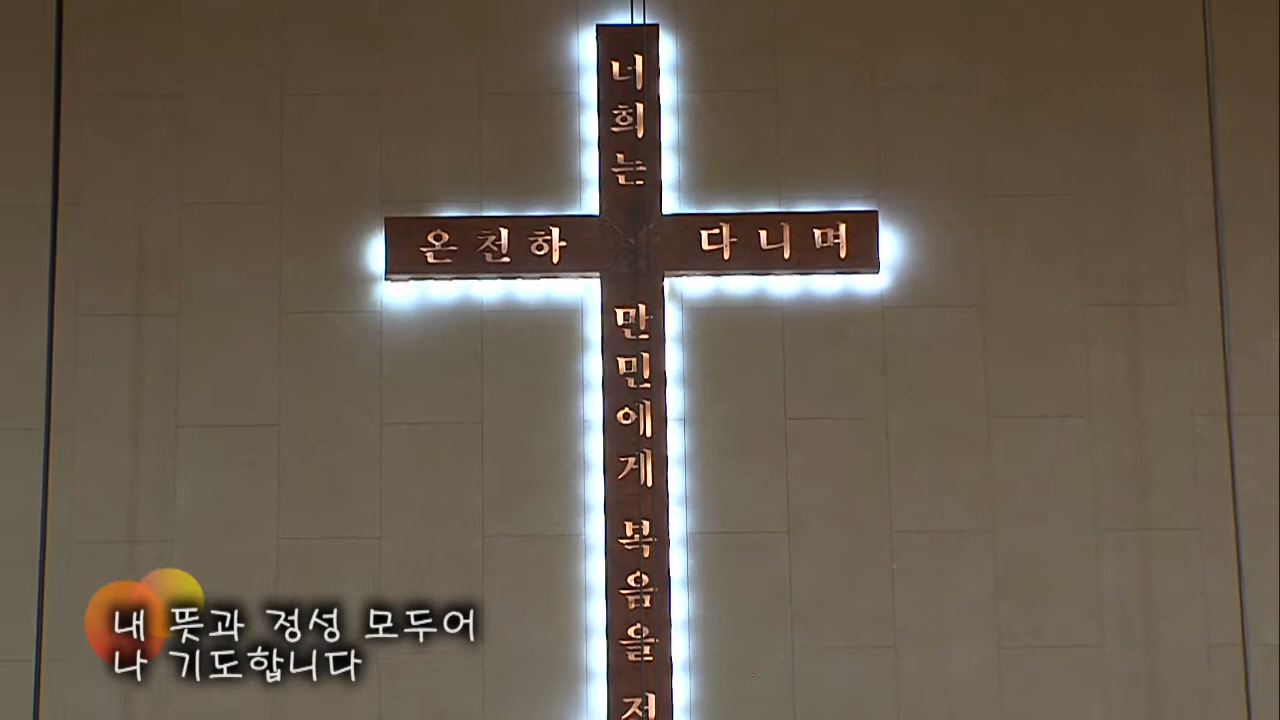 너희는
온천하 다니며
만민에게 복음을
내 뜻과 정성 모두어
나 기도합니다